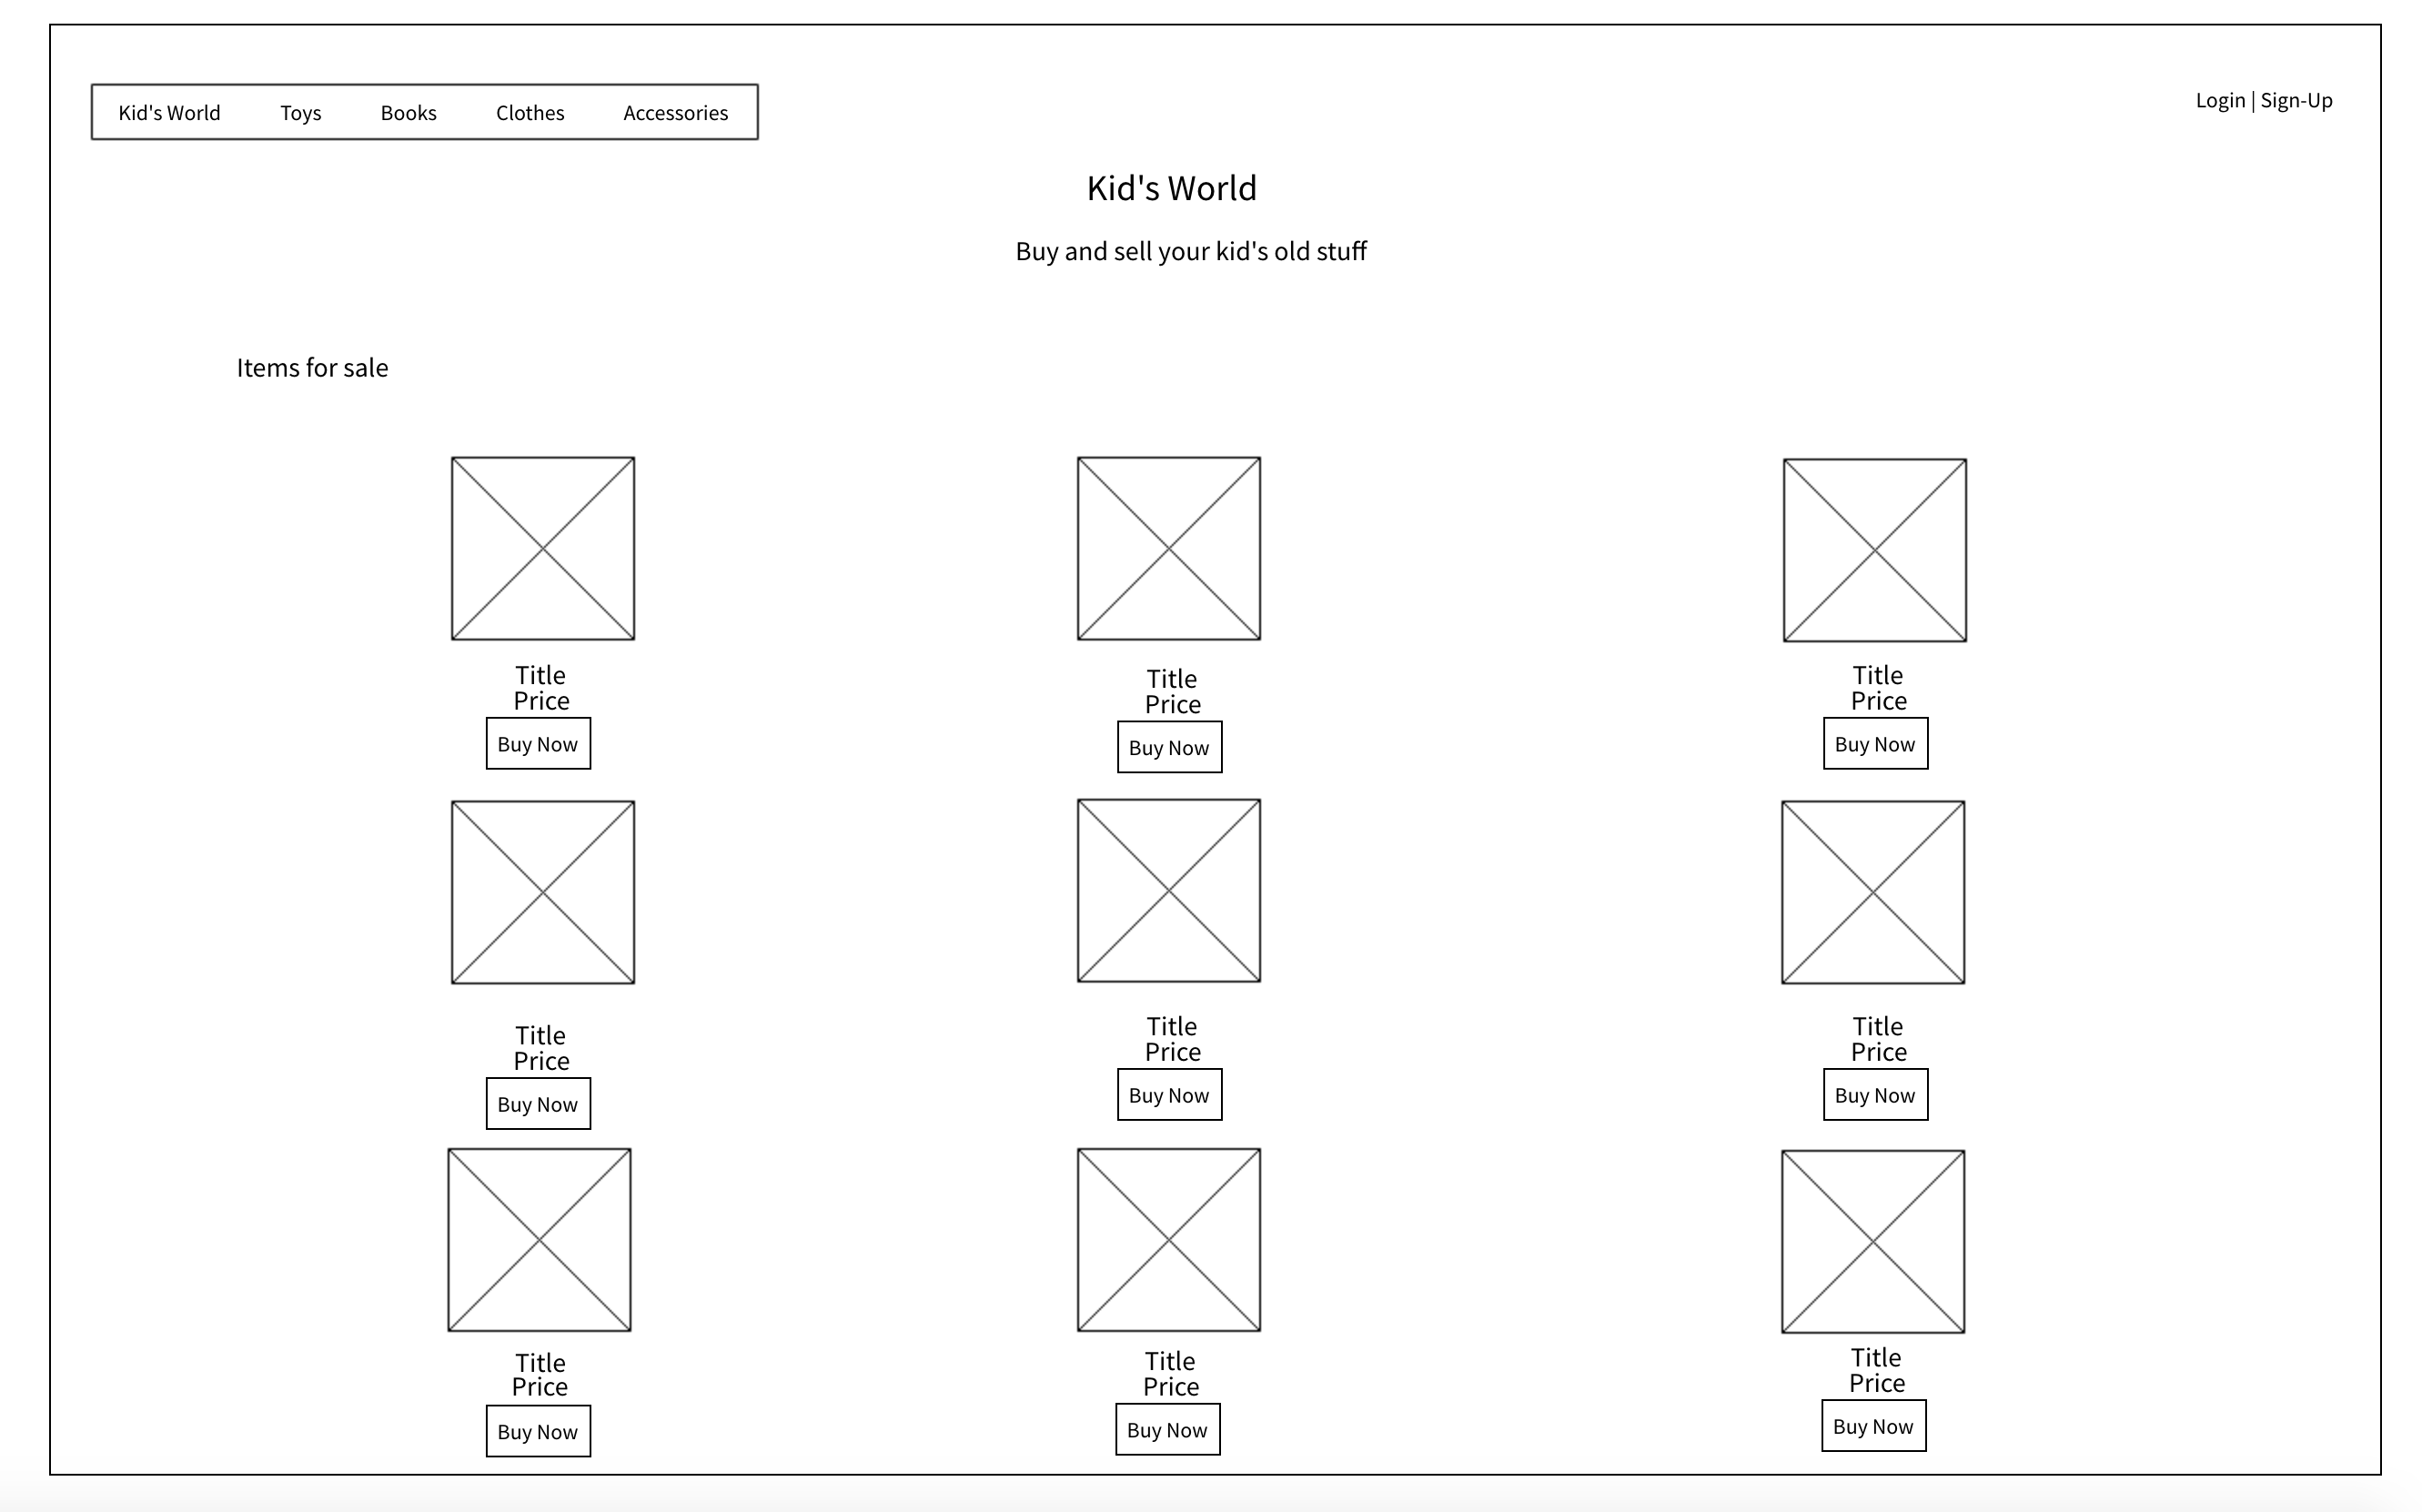 Kid's World Toys Books Clothes Accessories
Login | Sign-Up
Kid's World
Buy and sell your kid's old stuff
Items for sale
Title
Price
Buy Now
Title
Price
Buy Now
Title
Price
Buy Now
Title
Price
Buy Now
Title
Price
Buy Now
Title
Price
Buy Now
Title
Price
Buy Now
Title
Price
Buy Now
Title
Price
Buy Now